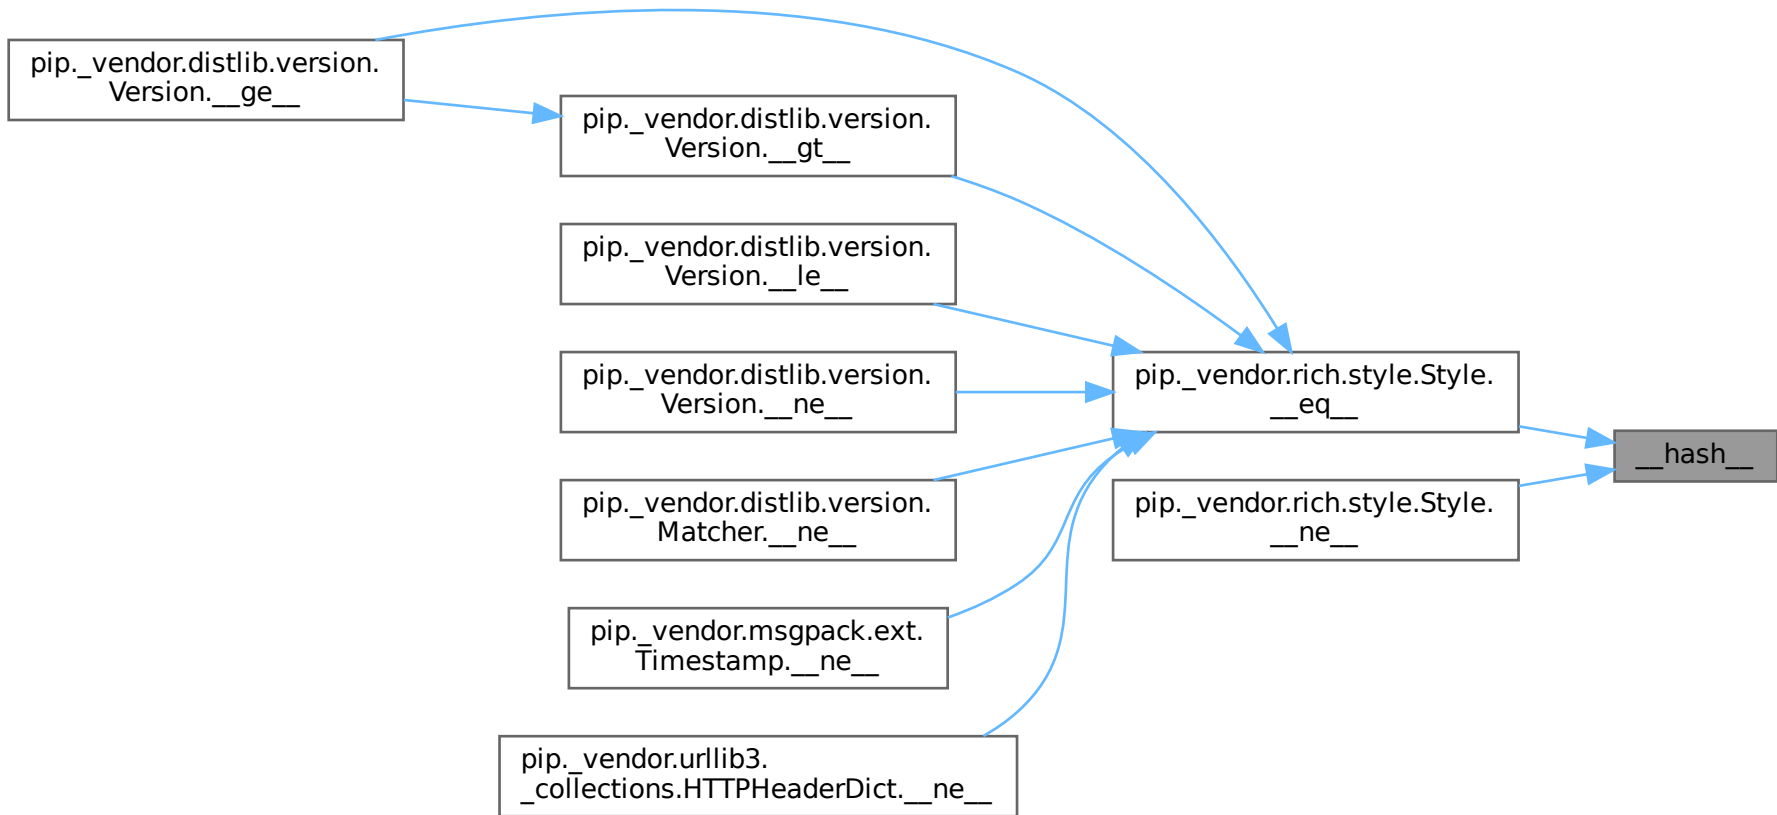 pip._vendor.distlib.version.
Version.__ge__
pip._vendor.distlib.version.
Version.__gt__
pip._vendor.distlib.version.
Version.__le__
pip._vendor.distlib.version.
Version.__ne__
pip._vendor.distlib.version.
Matcher.__ne__
pip._vendor.msgpack.ext.
Timestamp.__ne__
pip._vendor.urllib3.
_collections.HTTPHeaderDict.__ne__
pip._vendor.rich.style.Style.
__eq__
pip._vendor.rich.style.Style.
__ne__
__hash__